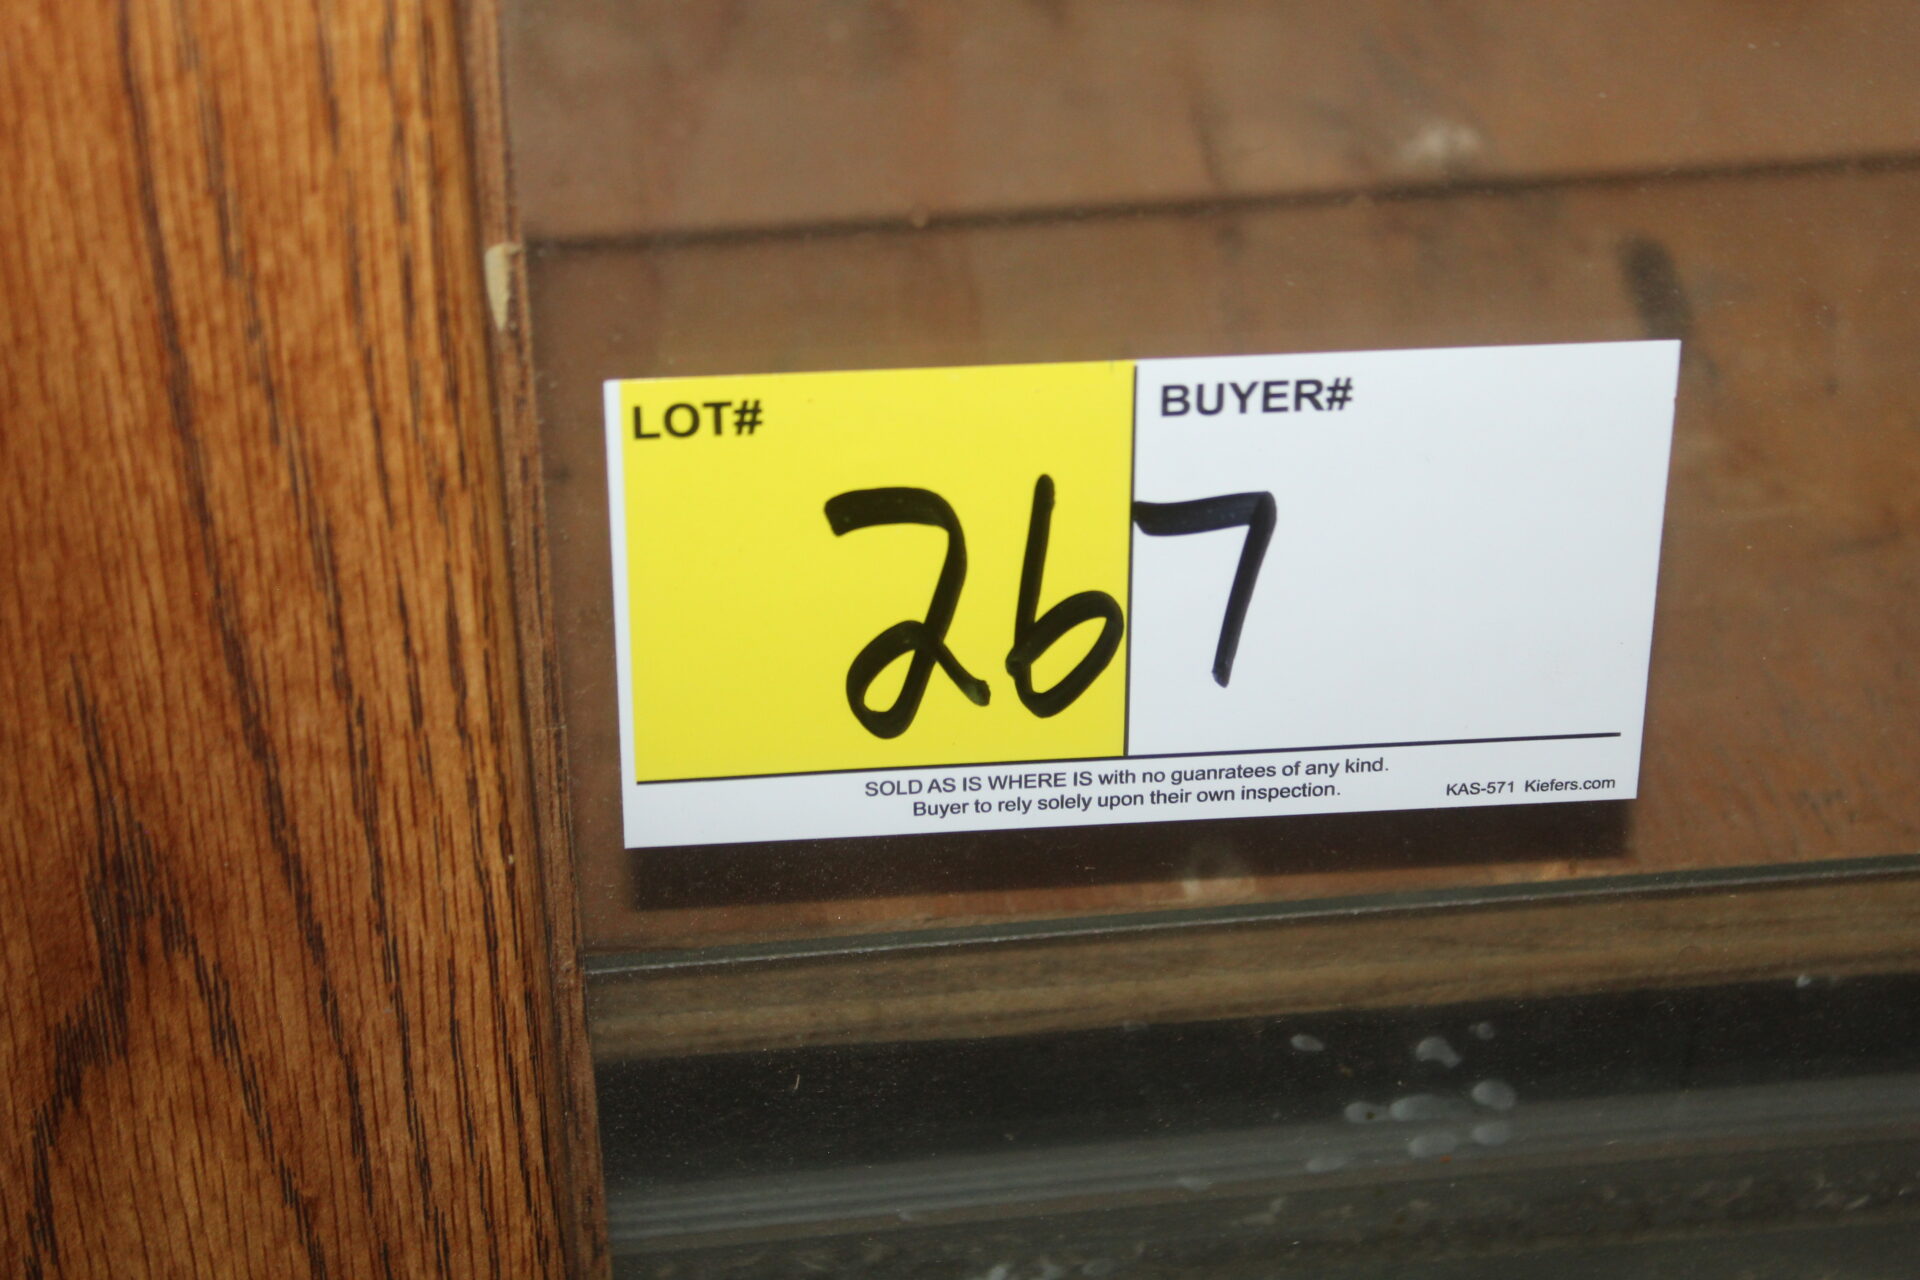 LOT# BUYER#
267
SOLD AS IS WHERE IS with no guanratees of any kind.
Buyer to rely solely upon their own inspection.
KAS-571 Kiefers.com